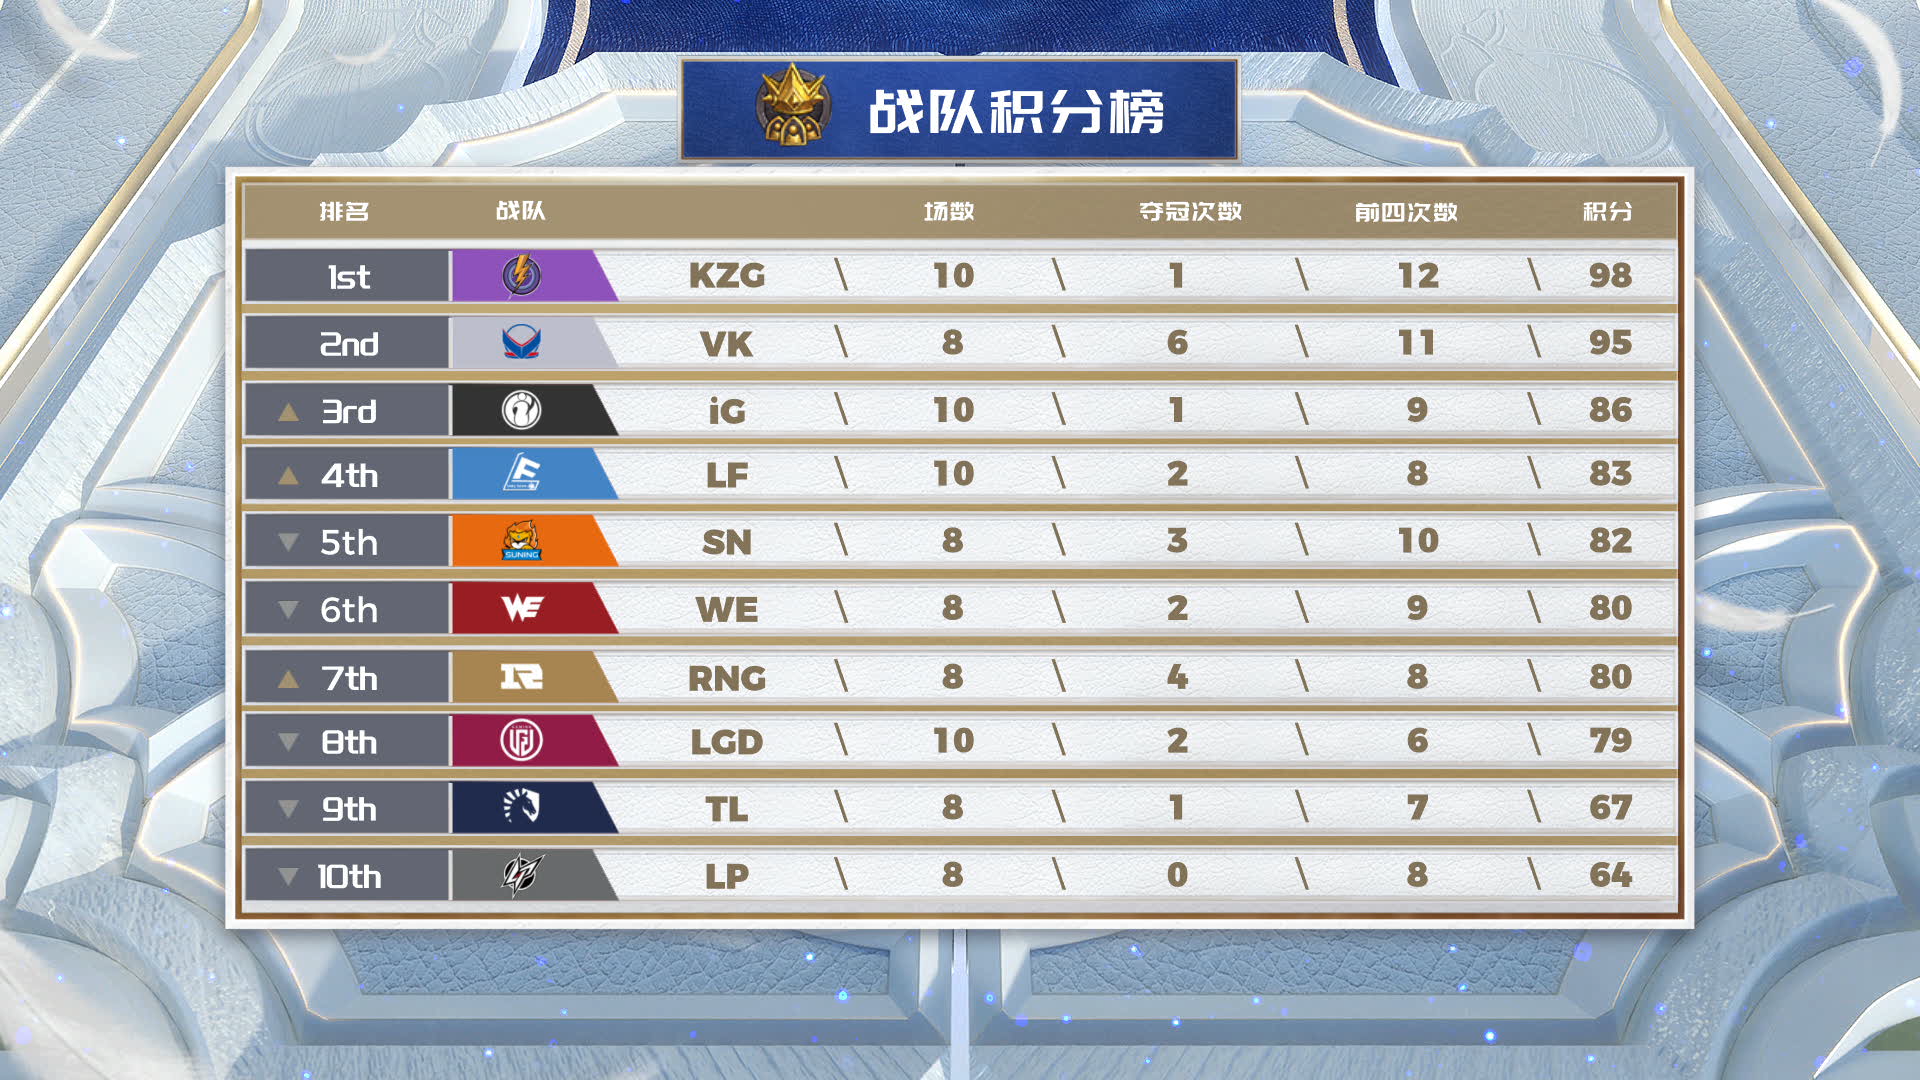 战队积分榜
排名 战队 场数 夺冠次数 前四次数 积分
1st KZG \ 10 \ 1 \ 12 \ 98
2nd VK \ 8 \ 6 \ 11 \ 95
3rd iG \ 10 \ 1 \ 9 \ 86
4th LF \ 10 \ 2 \ 8 \ 83
5th SUNING SN \ 8 \ 3 \ 10 \ 82
6th WE WE \ 8 \ 2 \ 9 \ 80
7th RNG \ 8 \ 4 \ 8 \ 80
8th LGD \ 10 \ 2 \ 6 \ 79
9th TL \ 8 \ 1 \ 7 \ 67
10th LP \ 8 \ 0 \ 8 \ 64